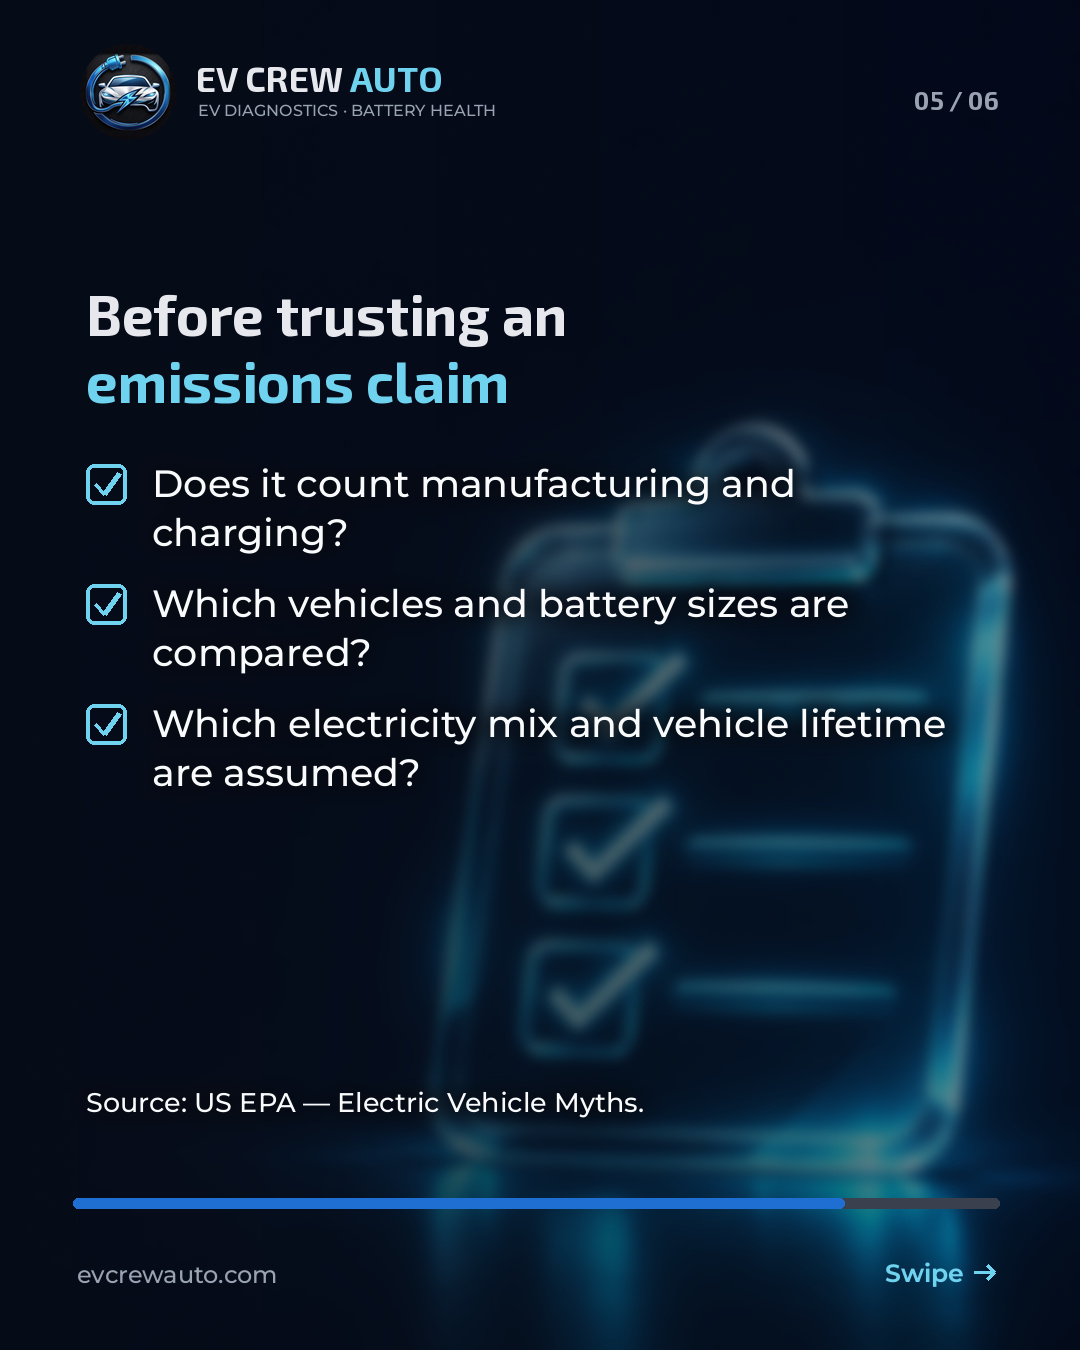 EV CREW AUTO
EV DIAGNOSTICS · BATTERY HEALTH
05 / 06
Before trusting an
emissions claim
Does it count manufacturing and
charging?
Which vehicles and battery sizes are
compared?
Which electricity mix and vehicle lifetime
are assumed?
Source: US EPA — Electric Vehicle Myths.
evcrewauto.com
Swipe →